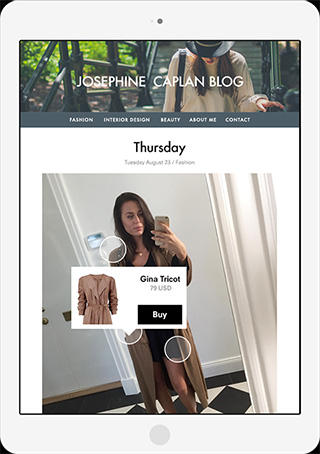 JOSEPHINE CAPLAN BLOG
FASHION INTERIOR DESIGN BEAUTY ABOUT ME CONTACT
Thursday
Tuesday August 23 / Fashion
Gina Tricot
79 USD
Buy